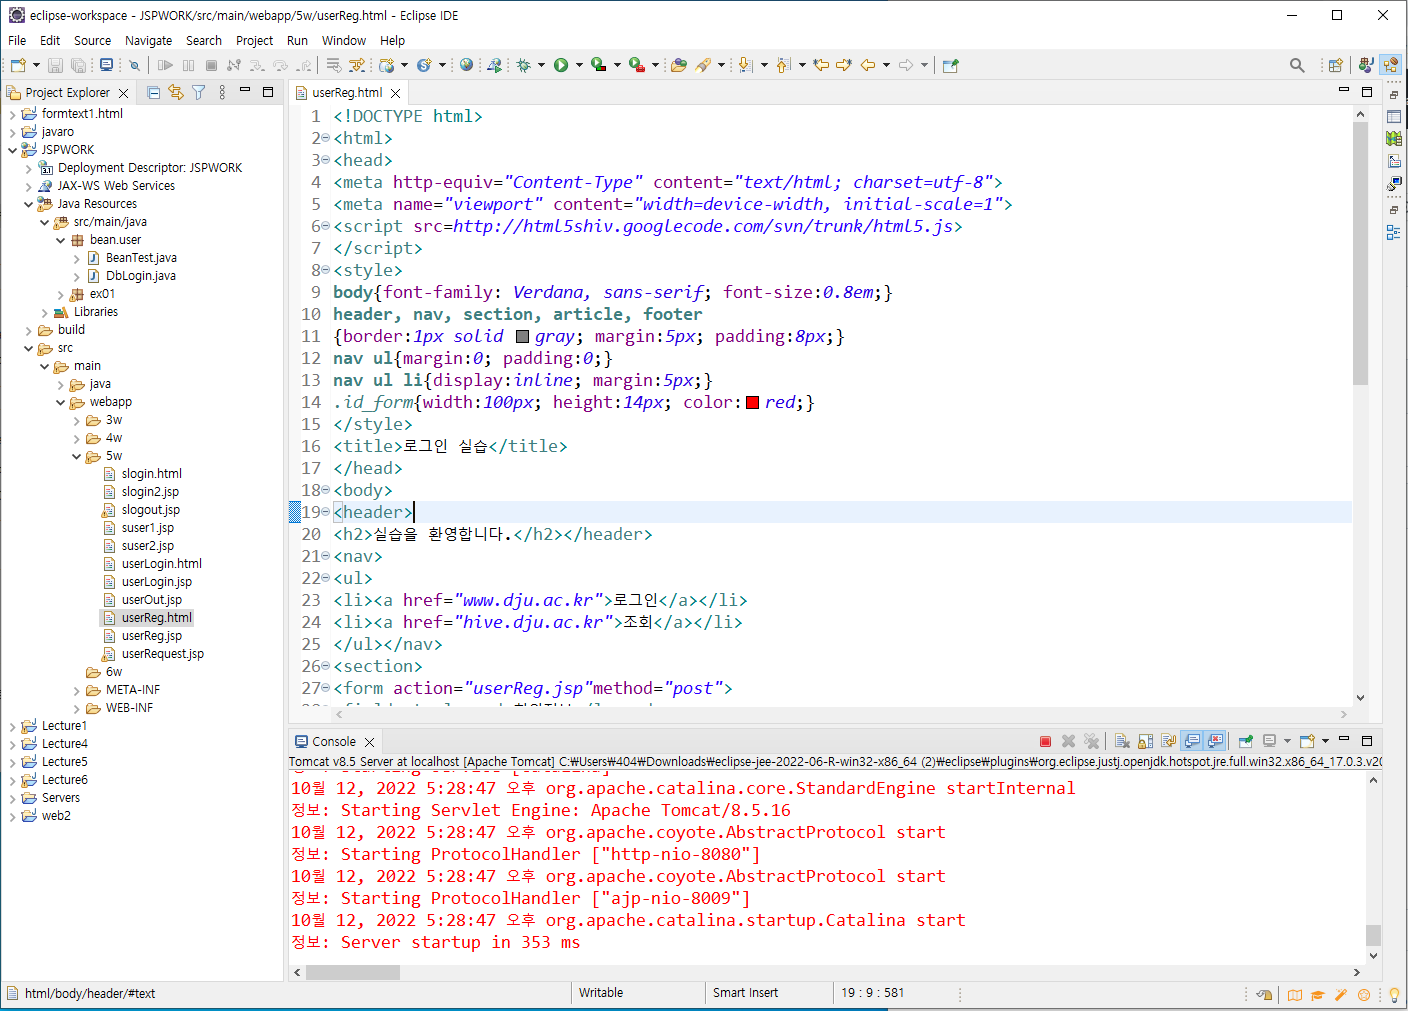 eclipse-workspace - JSPWORK/src/main/webapp/5w/userReg.html - Eclipse IDE
File Edit Source Navigate Search Project Run Window Help
Project Explorer
userReg.html
formtext1.html
javaro
JSPWORK
Deployment Descriptor: JSPWORK
JAX-WS Web Services
Java Resources
src/main/java
bean.user
BeanTest.java
DbLogin.java
ex01
Libraries
build
src
main
java
webapp
3w
4w
5w
slogin.html
slogin2.jsp
slogout.jsp
suser1.jsp
suser2.jsp
userLogin.html
userLogin.jsp
userOut.jsp
userReg.html
userReg.jsp
userRequest.jsp
6w
META-INF
WEB-INF
Lecture1
Lecture4
Lecture5
Lecture6
Servers
web2
1 <!DOCTYPE html>
2 <html>
3 <head>
4 <meta http-equiv="Content-Type" content="text/html; charset=utf-8">
5 <meta name="viewport" content="width=device-width, initial-scale=1">
6 <script src=http://html5shiv.googlecode.com/svn/trunk/html5.js>
7 </script>
8 <style>
9 body{font-family: Verdana, sans-serif; font-size:0.8em;}
10 header, nav, section, article, footer
11 {border:1px solid gray; margin:5px; padding:8px;}
12 nav ul{margin:0; padding:0;}
13 nav ul li{display:inline; margin:5px;}
14 .id_form{width:100px; height:14px; color: red;}
15 </style>
16 <title>로그인 실습</title>
17 </head>
18 <body>
19 <header>
20 <h2>실습을 환영합니다.</h2></header>
21 <nav>
22 <ul>
23 <li><a href="www.dju.ac.kr">로그인</a></li>
24 <li><a href="hive.dju.ac.kr">조회</a></li>
25 </ul></nav>
26 <section>
27 <form action="userReg.jsp"method="post">
Console
Tomcat v8.5 Server at localhost [Apache Tomcat] C:₩Users₩404₩Downloads₩eclipse-jee-2022-06-R-win32-x86_64 (2)₩eclipse₩plugins₩org.eclipse.justj.openjdk.hotspot.jre.full.win32.x86_64_17.0.3.v20
10월 12, 2022 5:28:47 오후 org.apache.catalina.core.StandardEngine startInternal
정보: Starting Servlet Engine: Apache Tomcat/8.5.16
10월 12, 2022 5:28:47 오후 org.apache.coyote.AbstractProtocol start
정보: Starting ProtocolHandler ["http-nio-8080"]
10월 12, 2022 5:28:47 오후 org.apache.coyote.AbstractProtocol start
정보: Starting ProtocolHandler ["ajp-nio-8009"]
10월 12, 2022 5:28:47 오후 org.apache.catalina.startup.Catalina start
정보: Server startup in 353 ms
html/body/header/#text
Writable
Smart Insert
19 : 9 : 581